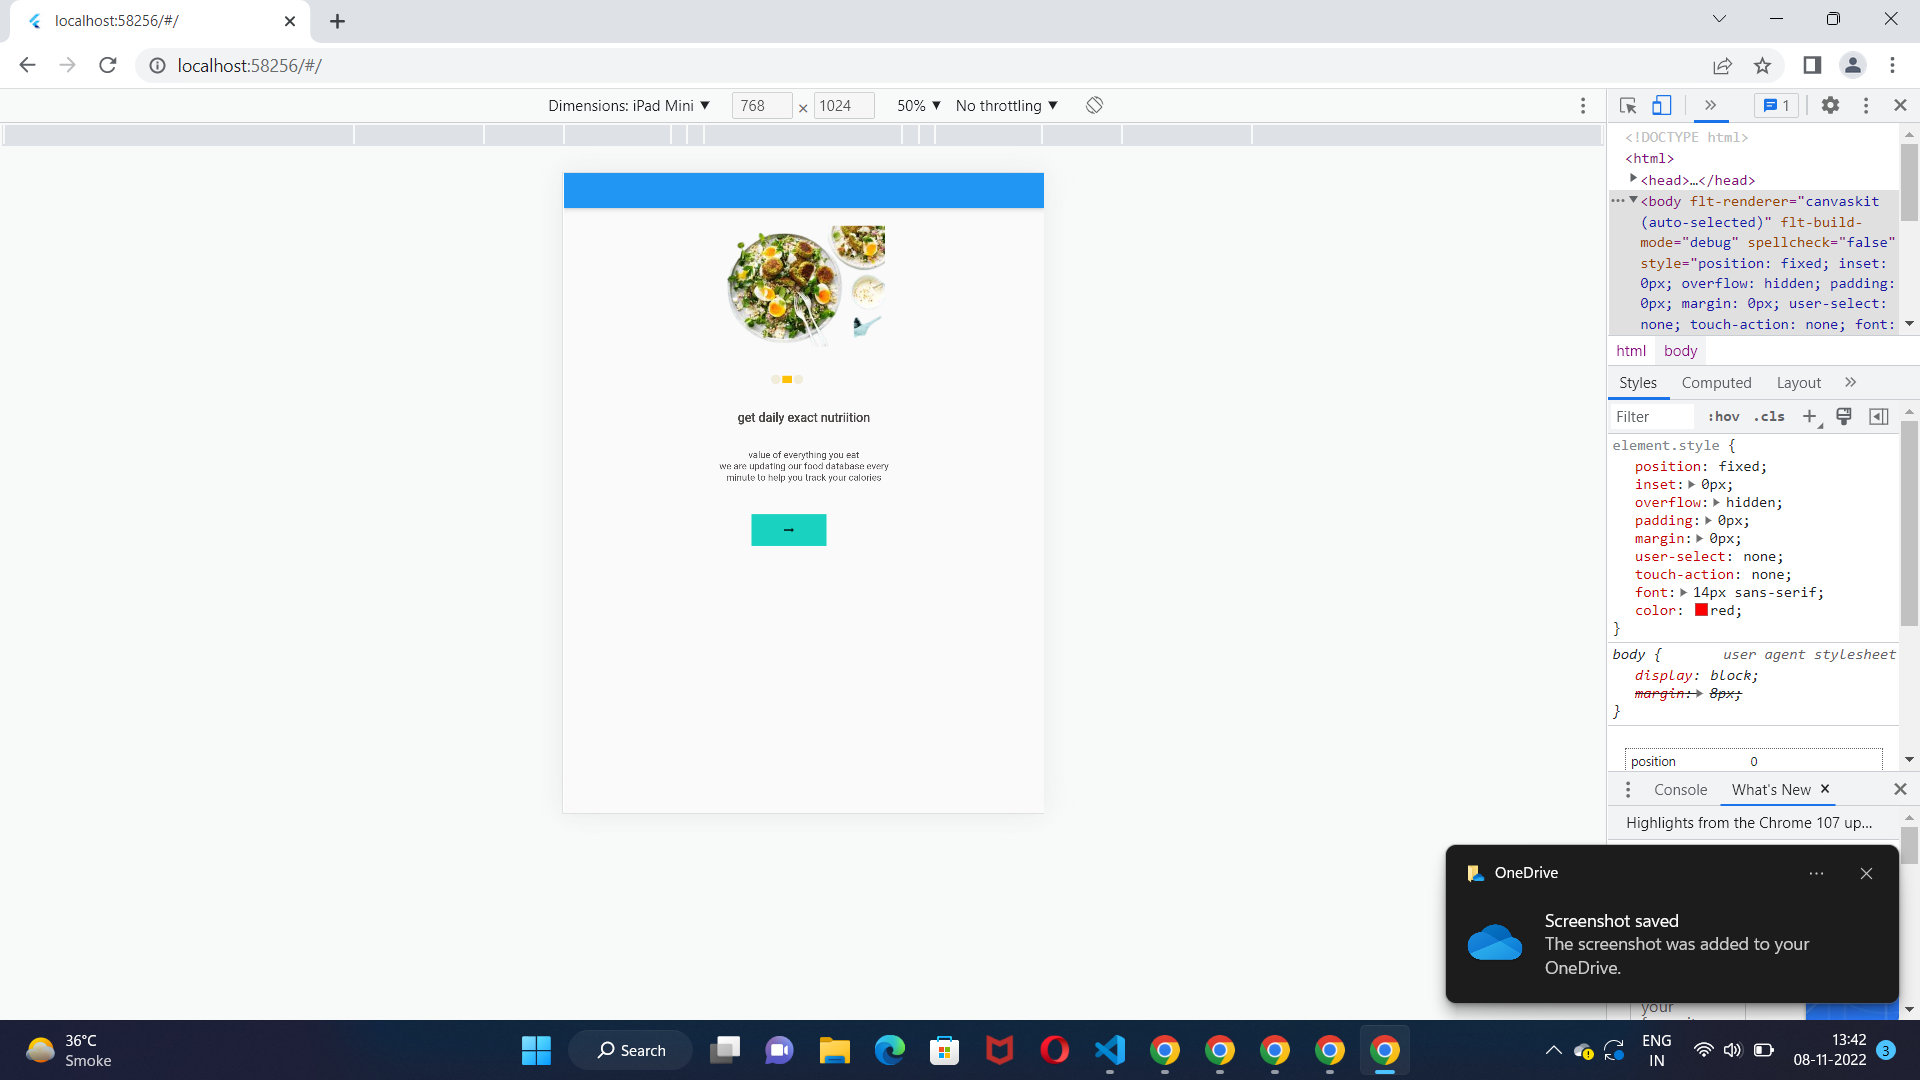 localhost:58256/#/
localhost:58256/#/
Dimensions: iPad Mini ▼ 768 × 1024 50% ▼ No throttling ▼
1
<!DOCTYPE html>
<html>
<head>…</head>
<body flt-renderer="canvaskit
(auto-selected)" flt-build-
mode="debug" spellcheck="false"
style="position: fixed; inset:
0px; overflow: hidden; padding:
0px; margin: 0px; user-select:
none; touch-action: none; font:
html body
Styles Computed Layout
Filter :hov .cls
element.style {
position: fixed;
inset: 0px;
overflow: hidden;
padding: 0px;
margin: 0px;
user-select: none;
touch-action: none;
font: 14px sans-serif;
color: red;
}
body { user agent stylesheet
display: block;
margin: 8px;
}
position 0
Console What's New
Highlights from the Chrome 107 up...
get daily exact nutriition
value of everything you eat
we are updating our food database every
minute to help you track your calories
OneDrive
Screenshot saved
The screenshot was added to your
OneDrive.
your
36°C
Smoke
Search
ENG
IN
13:42
08-11-2022
3